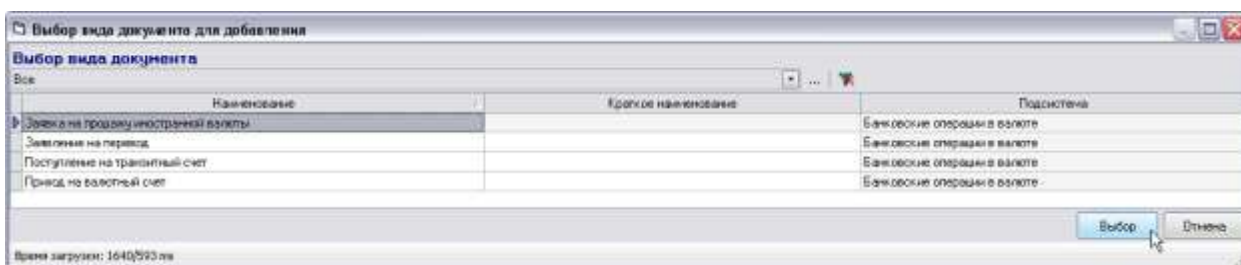 Выбор вида документа для добавления
Выбор вида документа
Все ...
Наименование Краткое наименование Подсистема
Заявка на продажу иностранной валюты Банковские операции в валюте
Заявление на перевод Банковские операции в валюте
Поступление на транзитный счет Банковские операции в валюте
Приход на валютный счет Банковские операции в валюте
Выбор Отмена
Время загрузки: 1640/593 ms